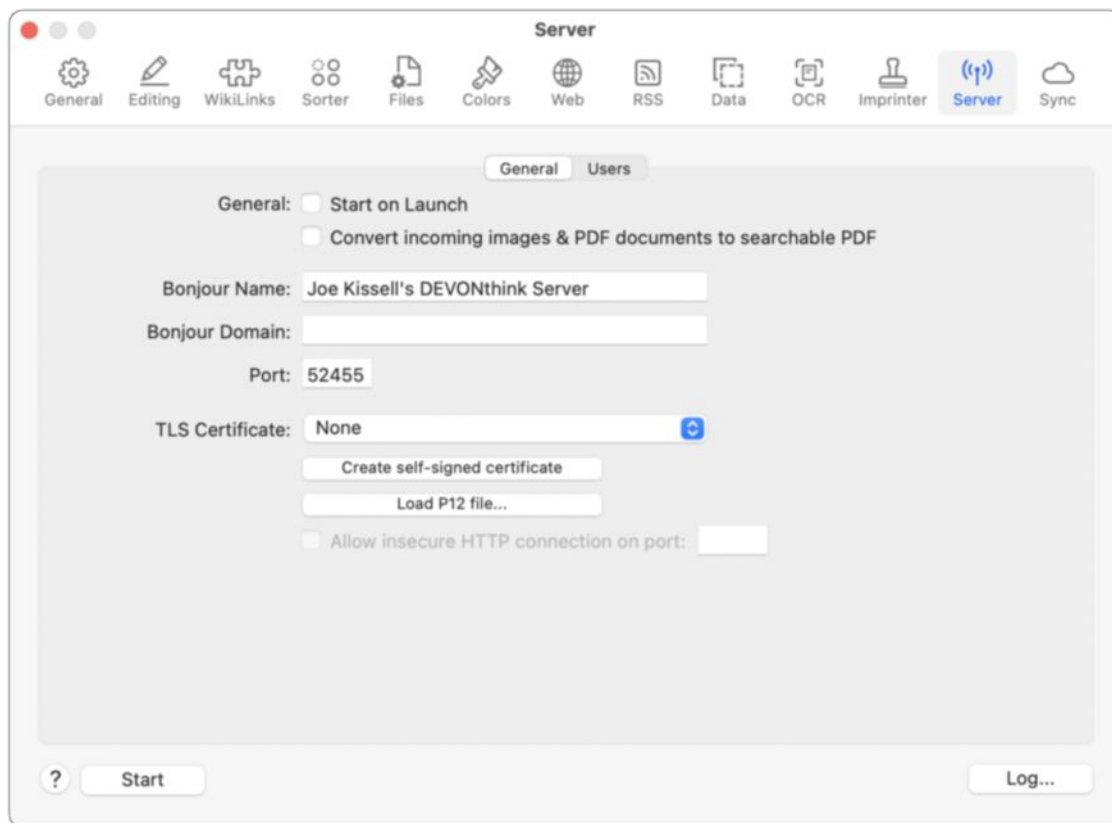 Server
General Editing WikiLinks Sorter Files Colors Web RSS Data OCR Imprinter Server Sync
General Users
General: Start on Launch
Convert incoming images & PDF documents to searchable PDF
Bonjour Name: Joe Kissell's DEVONthink Server
Bonjour Domain:
Port: 52455
TLS Certificate: None
Create self-signed certificate
Load P12 file...
Allow insecure HTTP connection on port:
? Start Log...